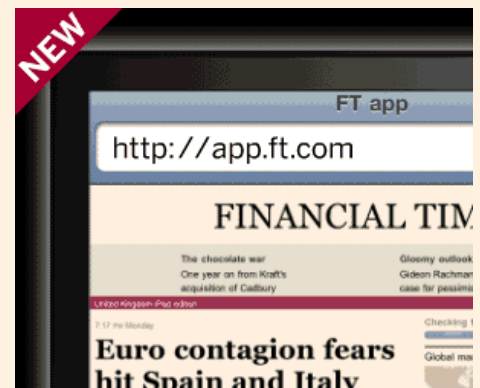 NEW
FT app
http://app.ft.com
FINANCIAL TIM
The chocolate war
One year on from Kraft's
acquisition of Cadbury
Gloomy outlook
Gideon Rachman
case for pessimis
United Kingdom iPad edition
7:17 PM Monday
Euro contagion fears
hit Spain and Italy
Checking
Global mar